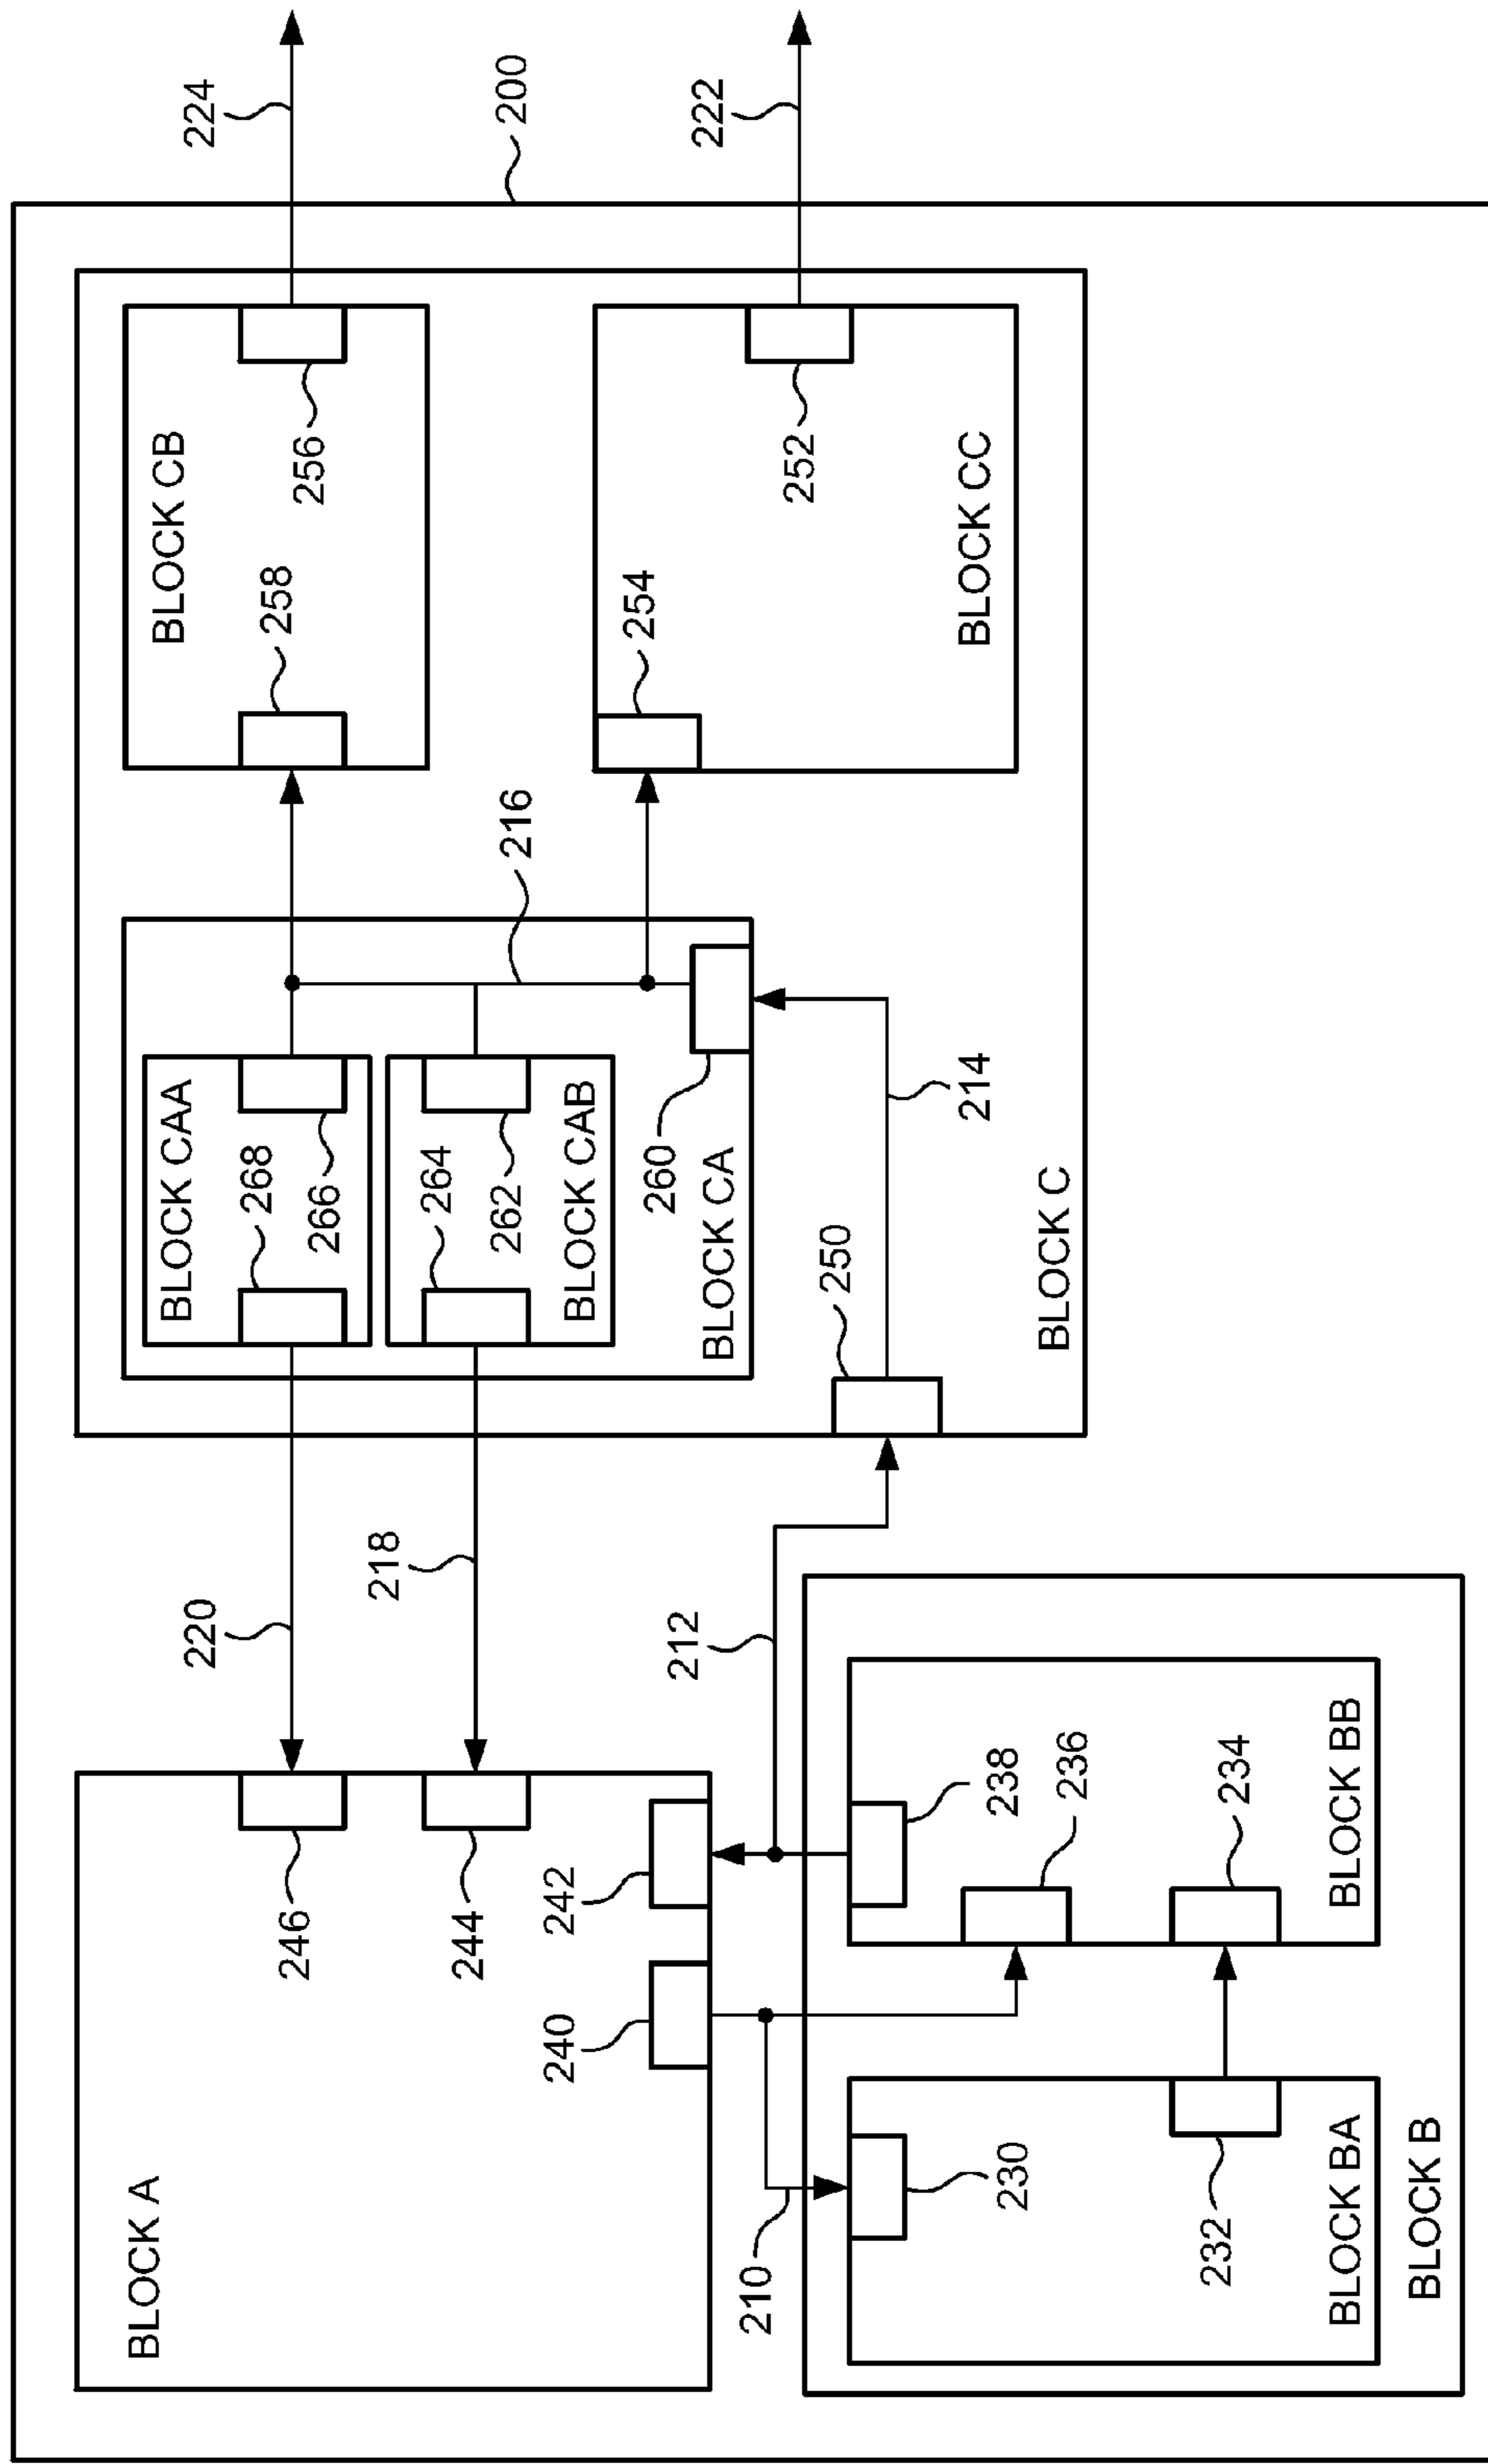 224
200
222
BLOCK CB
256
258
BLOCK CC
252
254
216
BLOCK CAA
268
266
BLOCK CAB
264
262
BLOCK CA
260
214
250
BLOCK C
220
218
212
BLOCK A
246
244
242
240
210
238
236
234
BLOCK BB
230
232
BLOCK BA
BLOCK B